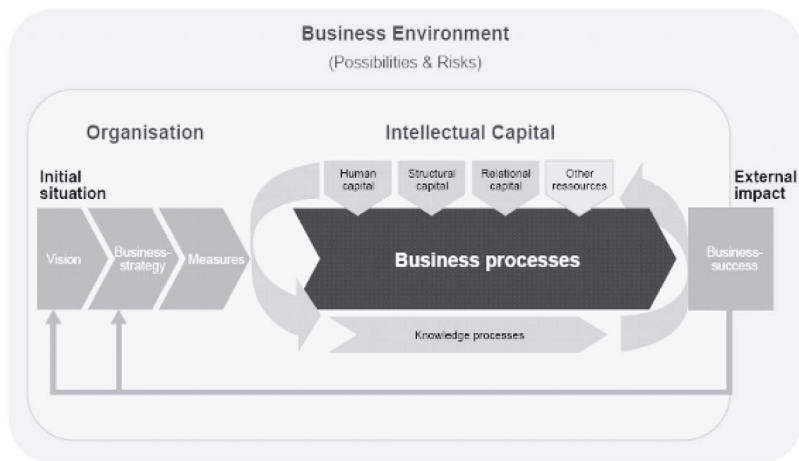 Business Environment
(Possibilities & Risks)
Organisation
Intellectual Capital
Initial
situation
Human
capital
Structural
capital
Relational
capital
Other
ressources
External
impact
Vision
Business-
strategy
Measures
Business processes
Business-
success
Knowledge processes